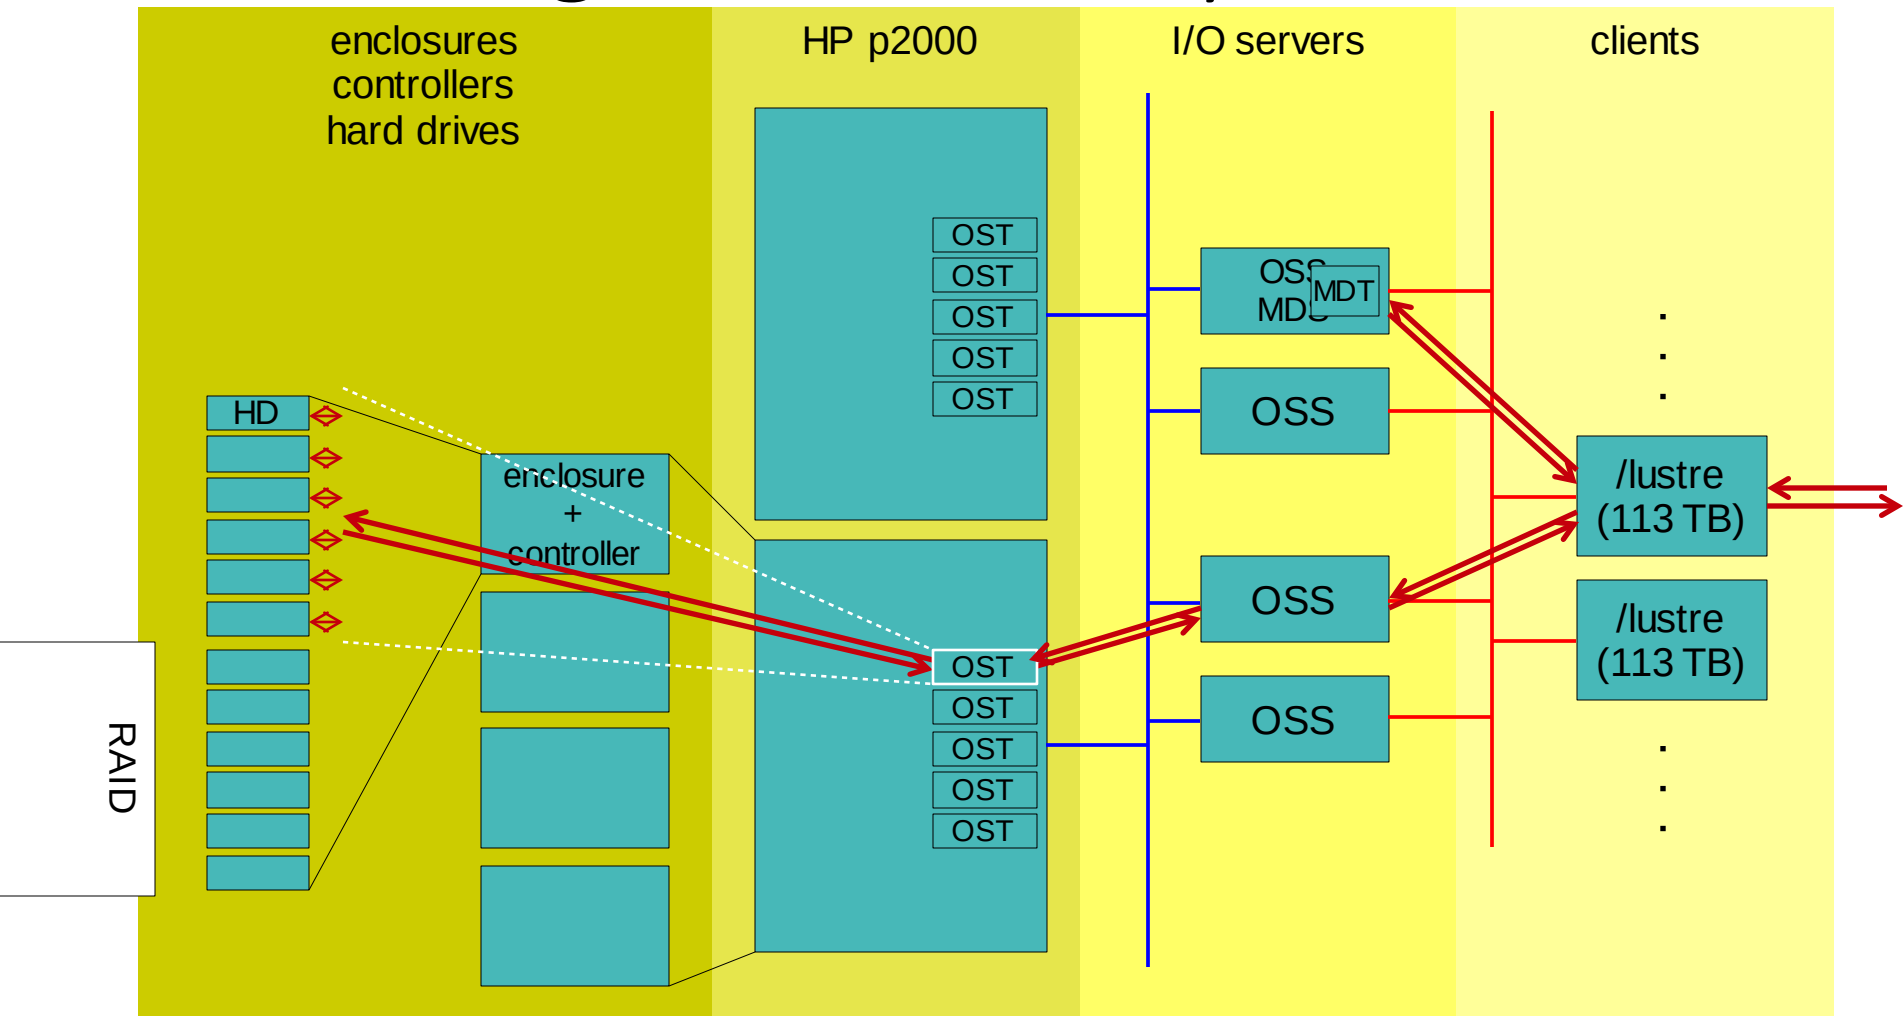 enclosures
controllers
hard drives
HP p2000
I/O servers
clients
OST
OST
OST
OST
OST
OSS
MDS
MDT
OSS
HD
enclosure
+
controller
/lustre
(113 TB)
OSS
/lustre
(113 TB)
OST
OST
OST
OST
OST
OSS
RAID